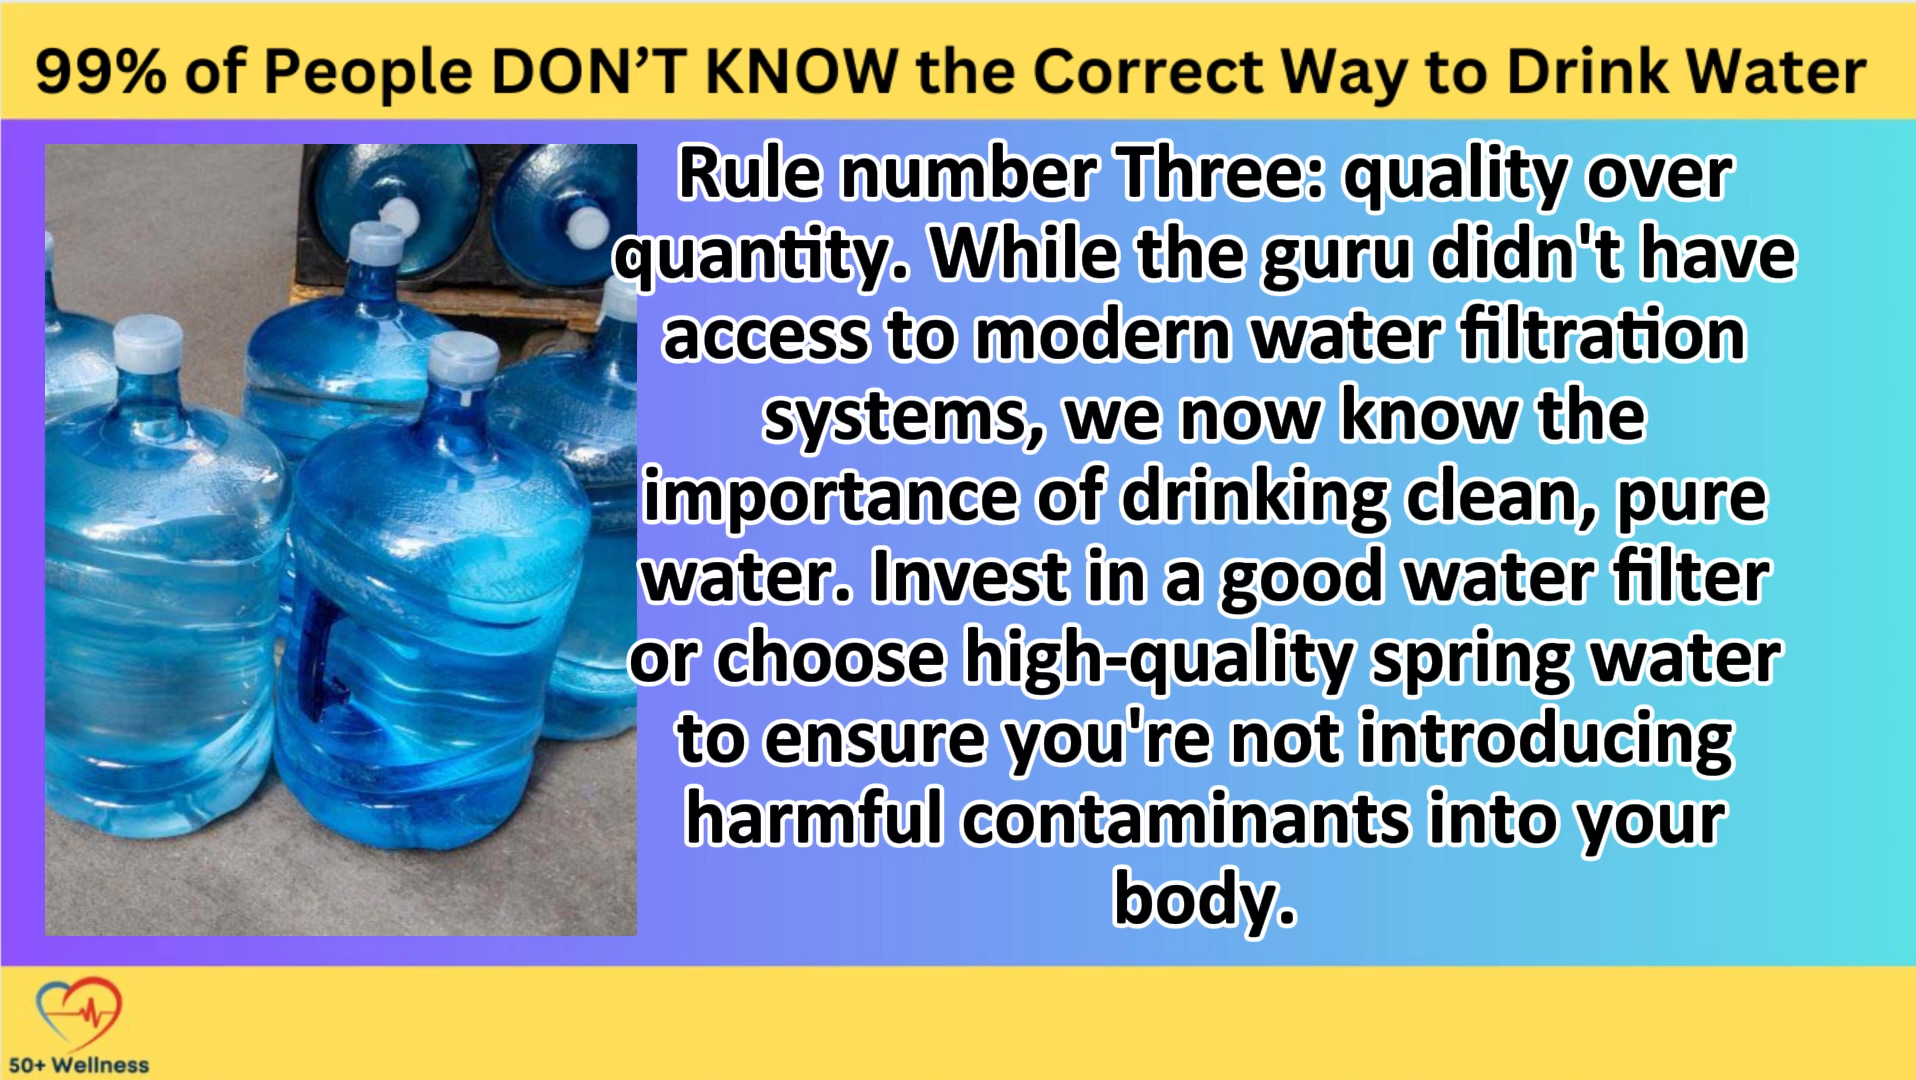 99% of People DON’T KNOW the Correct Way to Drink Water
Rule number Three: quality over
quantity. While the guru didn't have
access to modern water filtration
systems, we now know the
importance of drinking clean, pure
water. Invest in a good water filter
or choose high-quality spring water
to ensure you're not introducing
harmful contaminants into your
body.
50+ Wellness